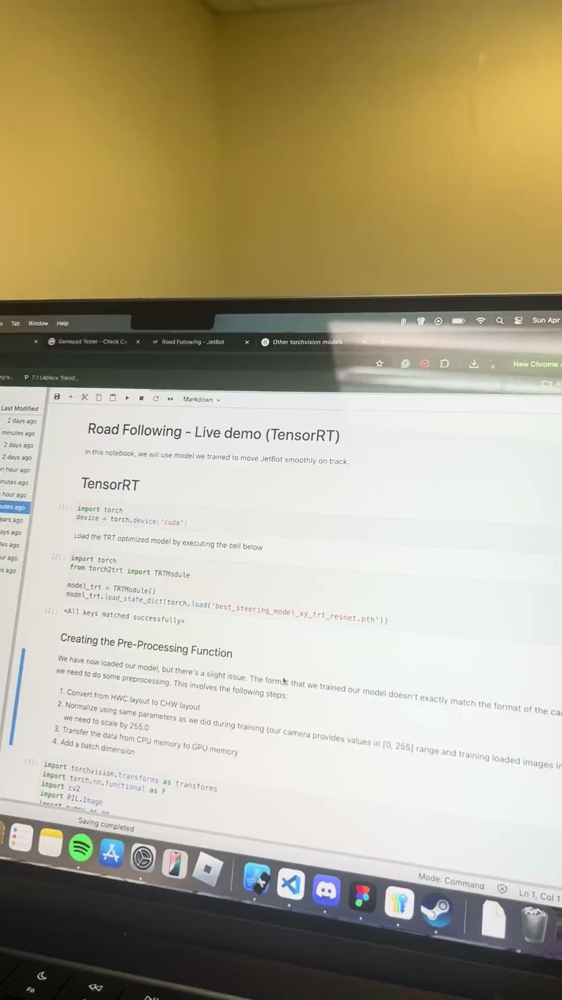 Tab Window Help
Sun Apr
Gamepad Tester - Check Co
Road Following - JetBot
Other torchvision models
New Chrome
7.1 Laplace Transf...
Last Modified
Markdown
2 days ago
minutes ago
2 days ago
2 days ago
hour ago
ago
hour ago
ago
ago
ago
ago
ago
ago
Road Following - Live demo (TensorRT)
In this notebook, we will use model we trained to move JetBot smoothly on track.
TensorRT
[1]: import torch
device = torch.device('cuda')
Load the TRT optimized model by executing the cell below
[2]: import torch
from torch2trt import TRTModule
model_trt = TRTModule()
model_trt.load_state_dict(torch.load('best_steering_model_xy_trt_resnet.pth'))
[2]: <All keys matched successfully>
Creating the Pre-Processing Function
We have now loaded our model, but there's a slight issue. The format that we trained our model doesn't exactly match the format of the
we need to do some preprocessing. This involves the following steps:
1. Convert from HWC layout to CHW layout
2. Normalize using same parameters as we did during training (our camera provides values in [0, 255] range and training loaded images in
we need to scale by 255.0
3. Transfer the data from CPU memory to GPU memory
4. Add a batch dimension
[3]: import torchvision.transforms as transforms
import torch.nn.functional as F
import cv2
import PIL.Image
import numpy as np
Saving completed
Mode: Command
Ln 1, Col 1
F6